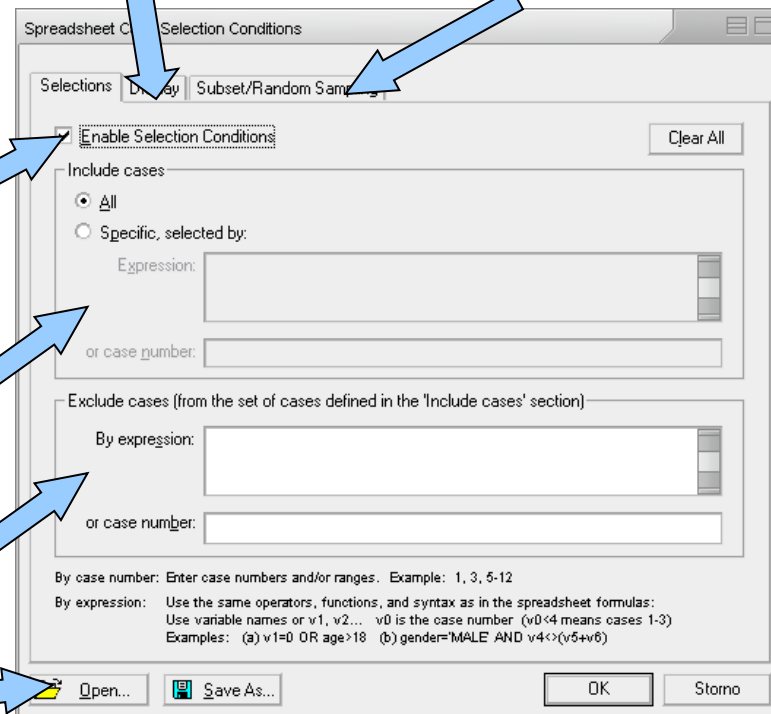 Spreadsheet Selection Conditions
Selections Display Subset/Random Sampling
Enable Selection Conditions Clear All
Include cases
All
Specific, selected by:
Expression:
or case number:
Exclude cases (from the set of cases defined in the 'Include cases' section)
By expression:
or case number:
By case number: Enter case numbers and/or ranges. Example: 1, 3, 5-12
By expression: Use the same operators, functions, and syntax as in the spreadsheet formulas:
Use variable names or v1, v2... v0 is the case number (v0<4 means cases 1-3)
Examples: (a) v1=0 OR age>18 (b) gender='MALE' AND v4<>(v5+v6)
Open... Save As... OK Storno